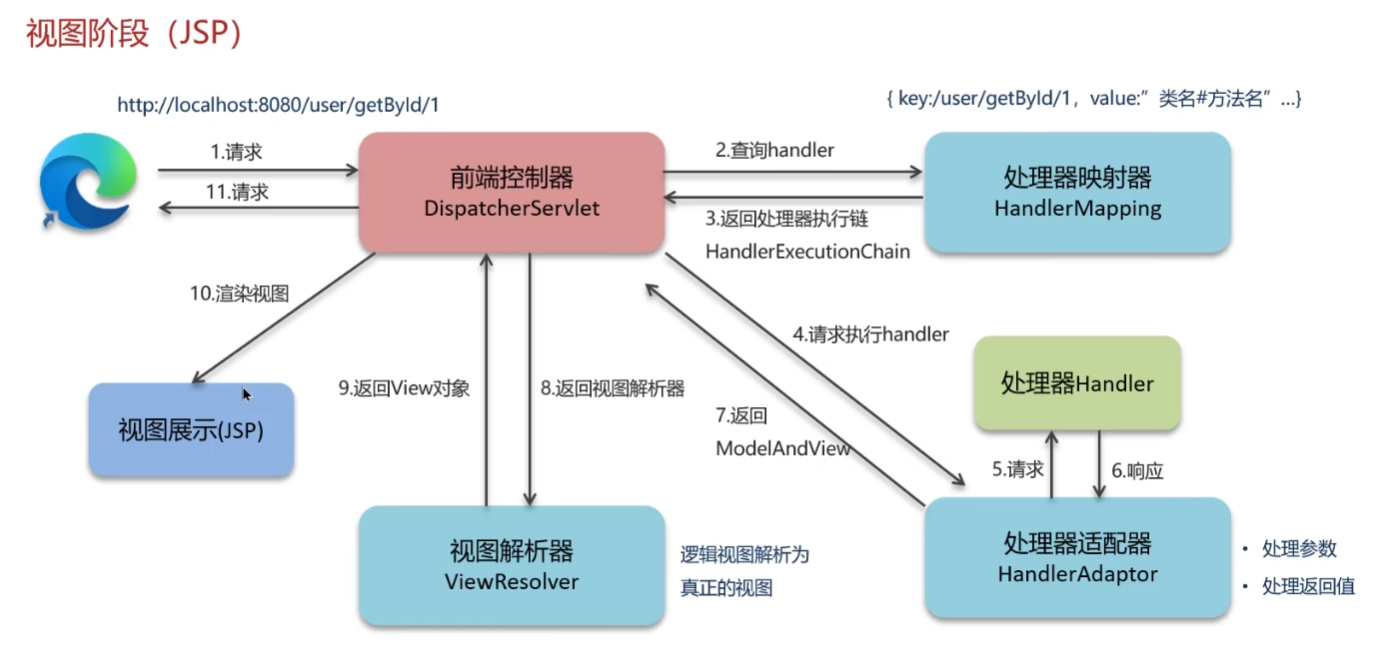 视图阶段（JSP）
http://localhost:8080/user/getById/1
{ key:/user/getById/1，value:” 类名#方法名” ...}
1.请求
11.请求
前端控制器
DispatcherServlet
2.查询handler
3.返回处理器执行链
HandlerExecutionChain
处理器映射器
HandlerMapping
10.渲染视图
4.请求执行handler
处理器Handler
9.返回View对象
8.返回视图解析器
7.返回
ModelAndView
视图展示(JSP)
5.请求
6.响应
视图解析器
ViewResolver
逻辑视图解析为
真正的视图
处理器适配器
HandlerAdaptor
• 处理参数
• 处理返回值